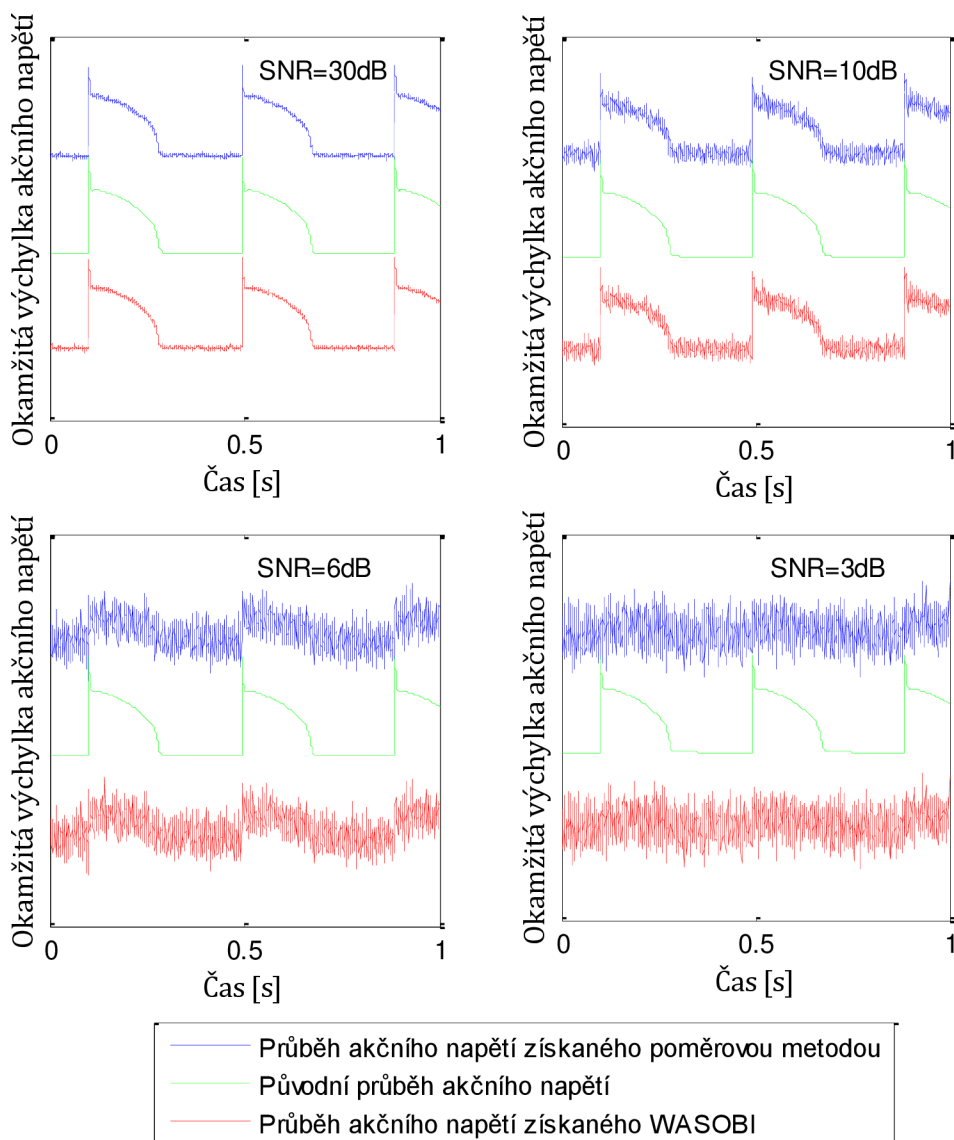 Okamžitá výchylka akčního napětí
SNR=30dB
0
0.5
1
Čas [s]
Okamžitá výchylka akčního napětí
SNR=10dB
0
0.5
1
Čas [s]
Okamžitá výchylka akčního napětí
SNR=6dB
0
0.5
1
Čas [s]
Okamžitá výchylka akčního napětí
SNR=3dB
0
0.5
1
Čas [s]
Průběh akčního napětí získaného poměrovou metodou
Původní průběh akčního napětí
Průběh akčního napětí získaného WASOBI